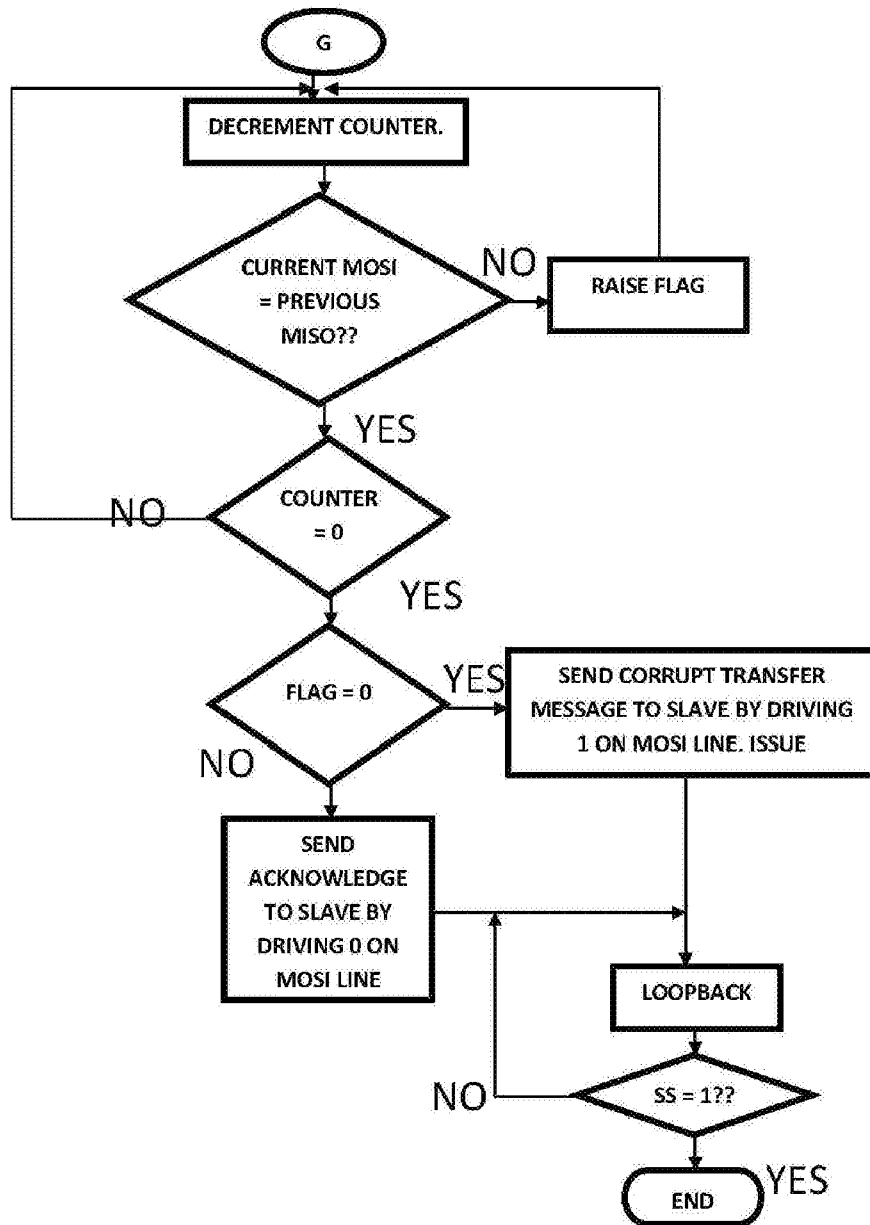 G
DECREMENT COUNTER.
CURRENT MOSI
= PREVIOUS
MISO??
NO
RAISE FLAG
YES
COUNTER
= 0
NO
YES
FLAG = 0
YES
SEND CORRUPT TRANSFER
MESSAGE TO SLAVE BY DRIVING
1 ON MOSI LINE. ISSUE
NO
SEND
ACKNOWLEDGE
TO SLAVE BY
DRIVING 0 ON
MOSI LINE
LOOPBACK
SS = 1??
NO
YES
END